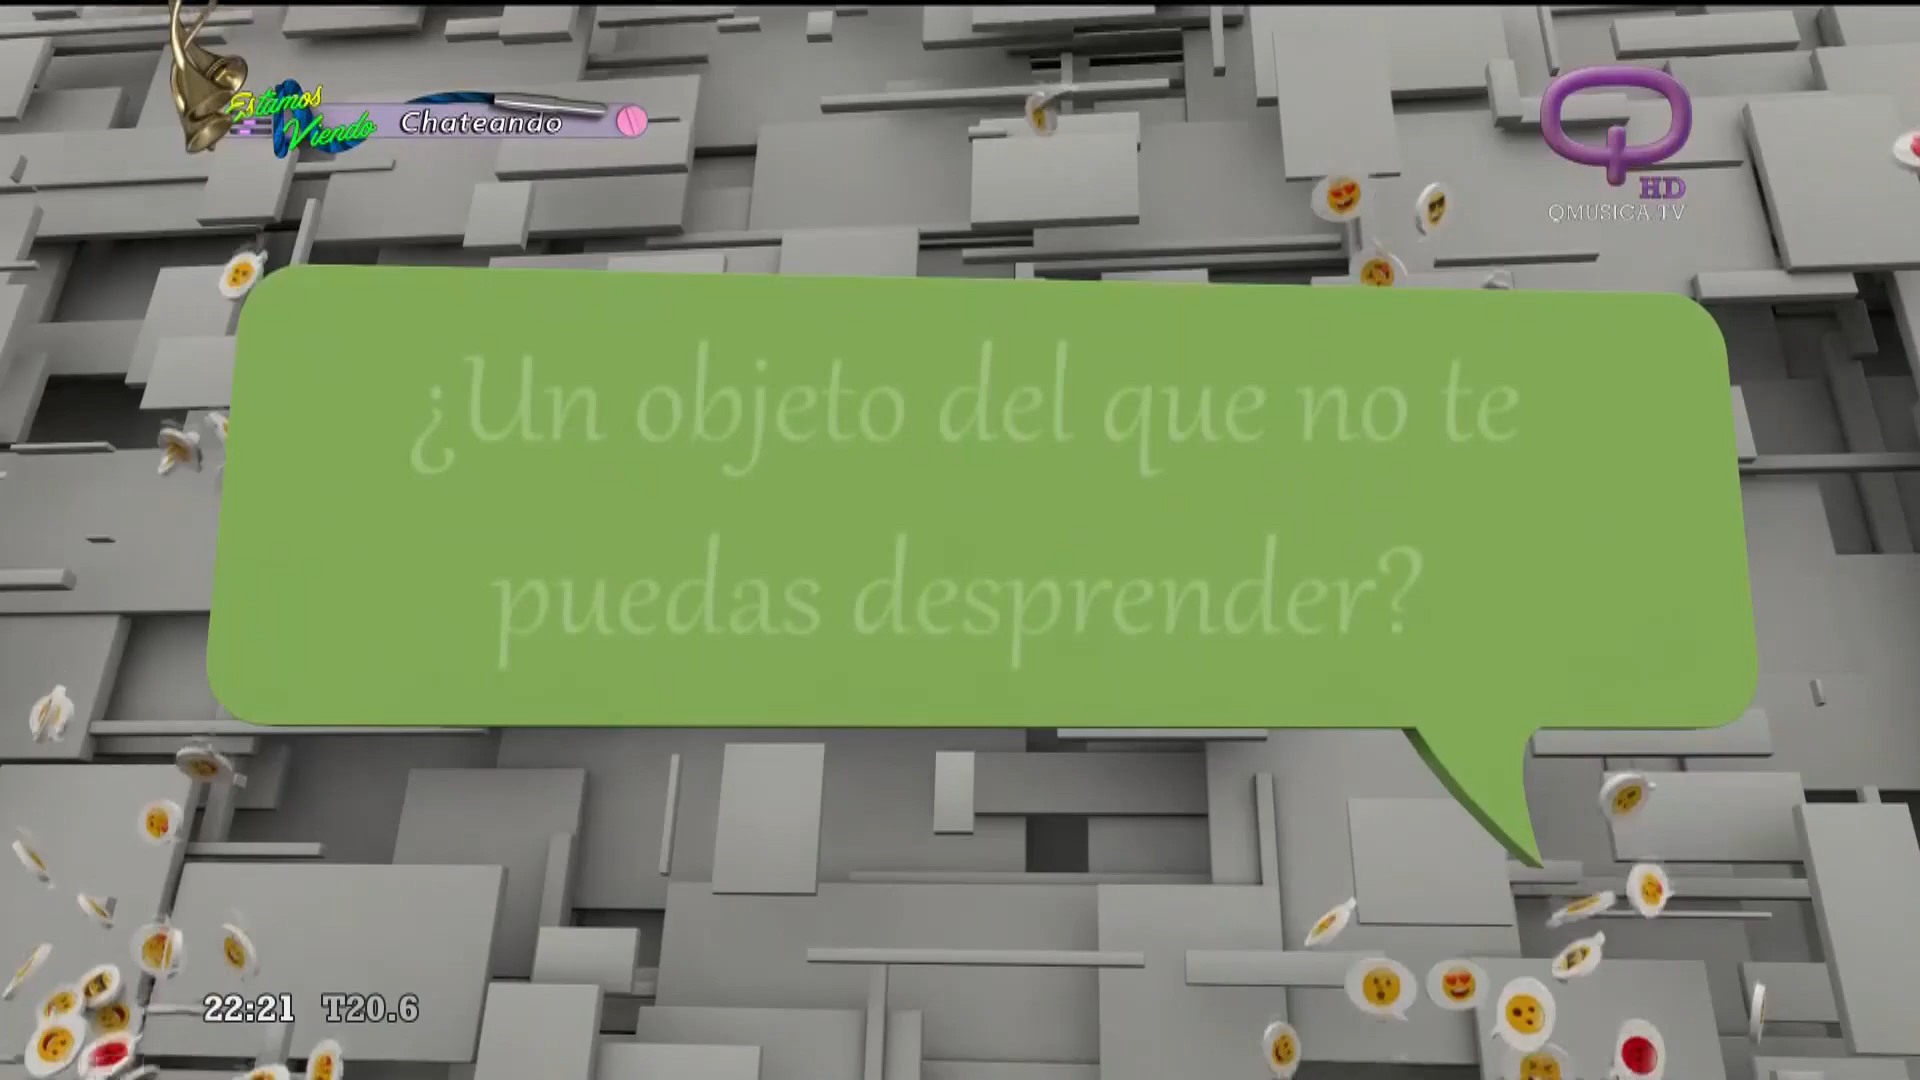 Estamos
Viendo
Chateando
Q
HD
QMUSICA.TV
¿Un objeto del que no te
puedas desprender?
22:21 T20.6